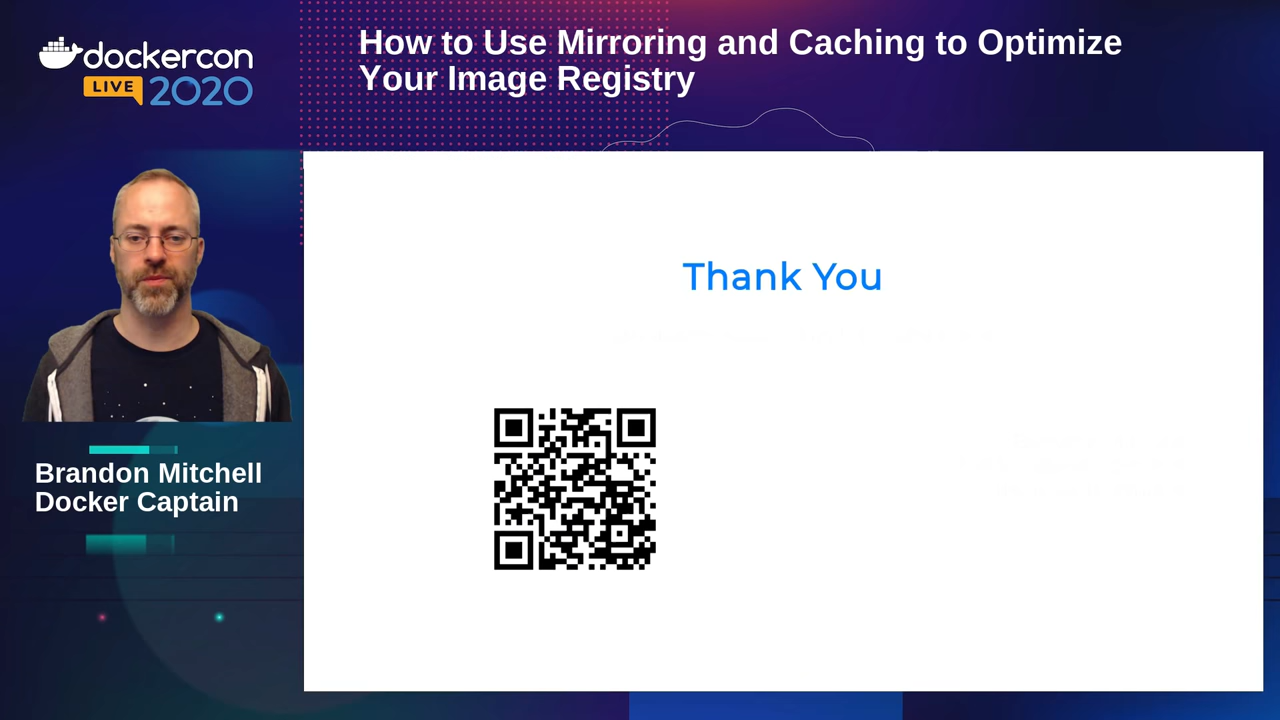 dockercon
LIVE 2020
How to Use Mirroring and Caching to Optimize
Your Image Registry
Thank You
Brandon Mitchell
Docker Captain